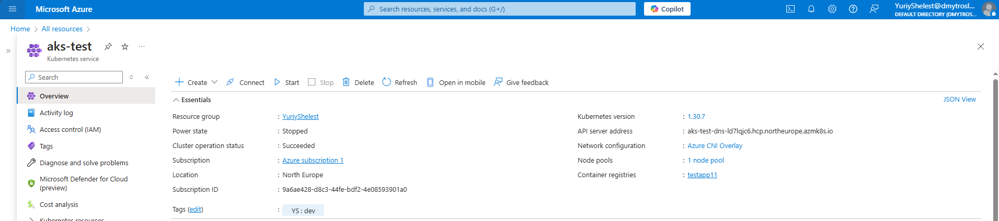 Microsoft Azure
Search resources, services, and docs (G+/)
Copilot
YuriyShelest@dmytrosl...
DEFAULT DIRECTORY (DMYTROS...
Home > All resources >
aks-test
Kubernetes service
Search
Create Connect Start Stop Delete Refresh Open in mobile Give feedback
Overview
Activity log
Access control (IAM)
Tags
Diagnose and solve problems
Microsoft Defender for Cloud
(preview)
Cost analysis
Kubernetes resources
Essentials
JSON View
Resource group : YuriyShelest
Power state : Stopped
Cluster operation status : Succeeded
Subscription : Azure subscription 1
Location : North Europe
Subscription ID : 9a6ae428-d8c3-44fe-bdf2-4e08593901a0
Tags (edit) : YS : dev
Kubernetes version : 1.30.7
API server address : aks-test-dns-ld7lqjc6.hcp.northeurope.azmk8s.io
Network configuration : Azure CNI Overlay
Node pools : 1 node pool
Container registries : testapp11